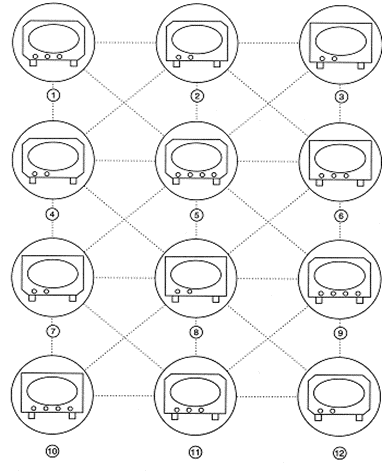 ① ② ③
④ ⑤ ⑥
⑦ ⑧ ⑨
⑩ ⑪ ⑫